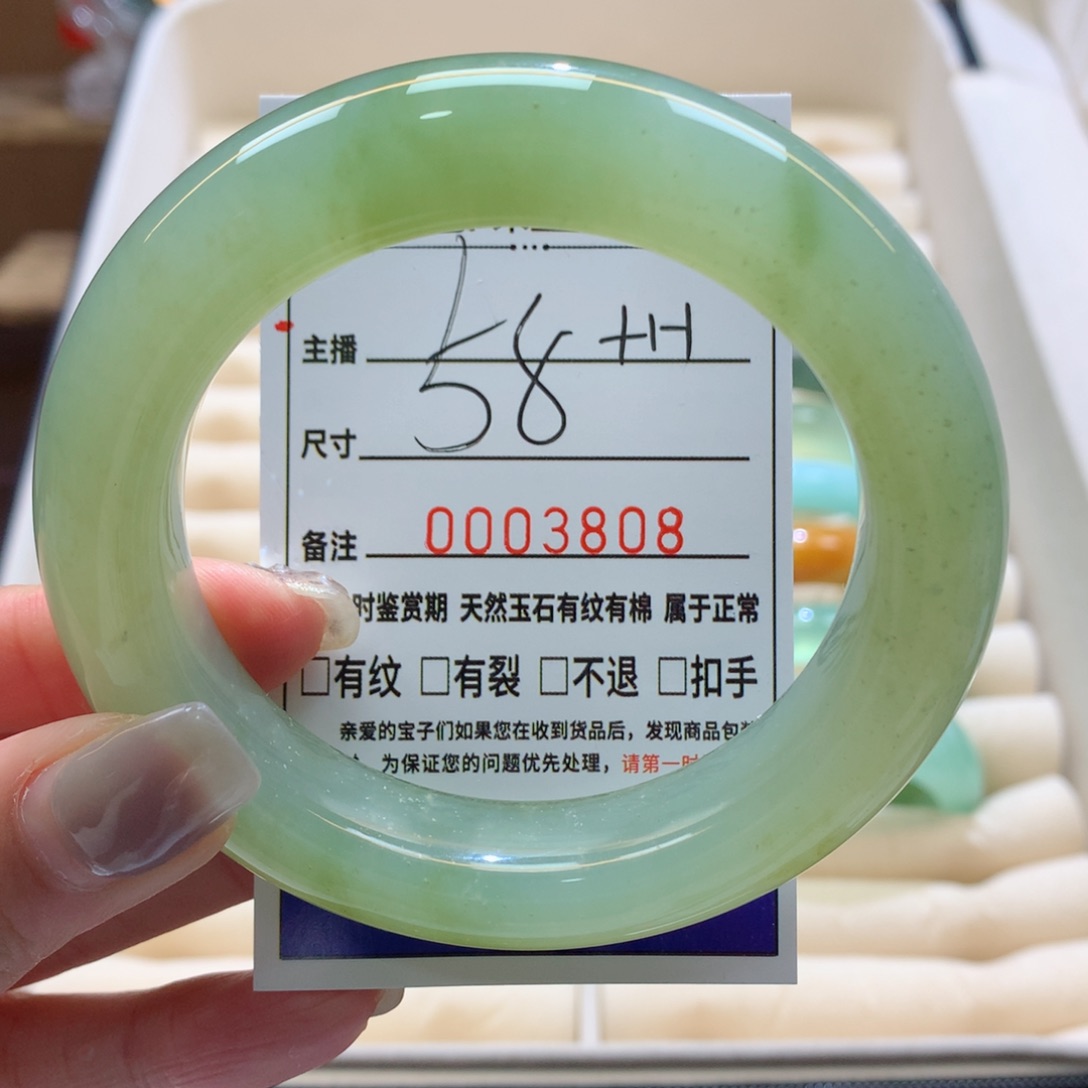 主播
尺寸 58
备注 0003808
时鉴赏期 天然玉石有纹有棉 属于正常
□有纹 □有裂 □不退 □扣手
亲爱的宝子们如果您在收到货品后，发现商品包
为保证您的问题优先处理，请第一时